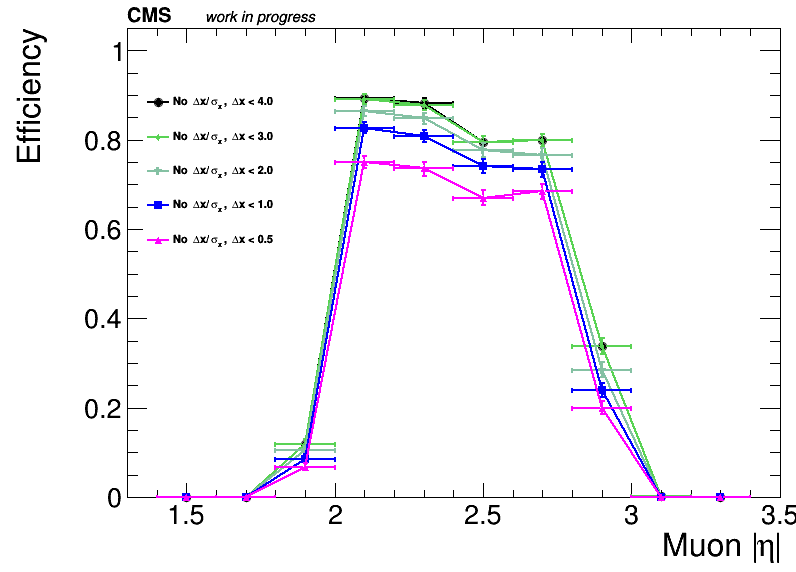 CMS work in progress
Efficiency
1
0.8
0.6
0.4
0.2
0
No Δx/σx, Δx < 4.0
No Δx/σx, Δx < 3.0
No Δx/σx, Δx < 2.0
No Δx/σx, Δx < 1.0
No Δx/σx, Δx < 0.5
1.5 2 2.5 3 3.5
Muon |η|